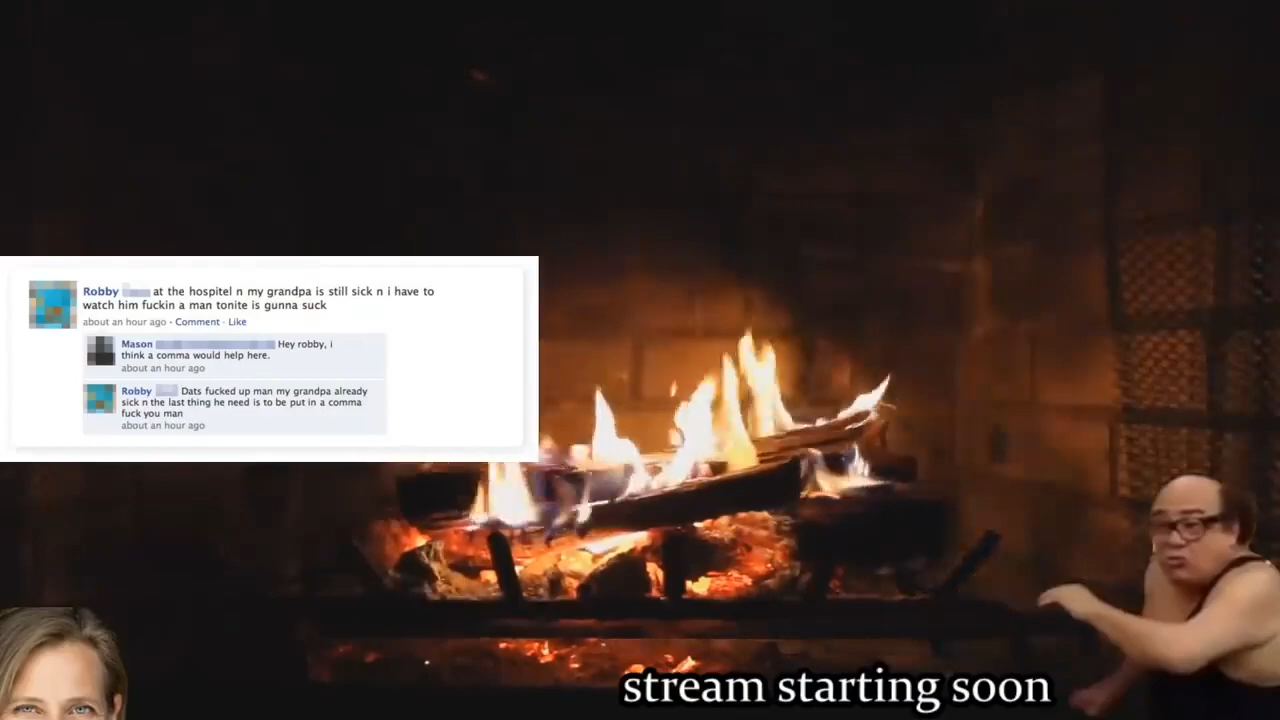 Robby at the hospitel n my grandpa is still sick n i have to
watch him fuckin a man tonite is gunna suck
about an hour ago · Comment · Like
Mason Hey robby, i
think a comma would help here.
about an hour ago
Robby Dats fucked up man my grandpa already
sick n the last thing he need is to be put in a comma
fuck you man
about an hour ago
stream starting soon